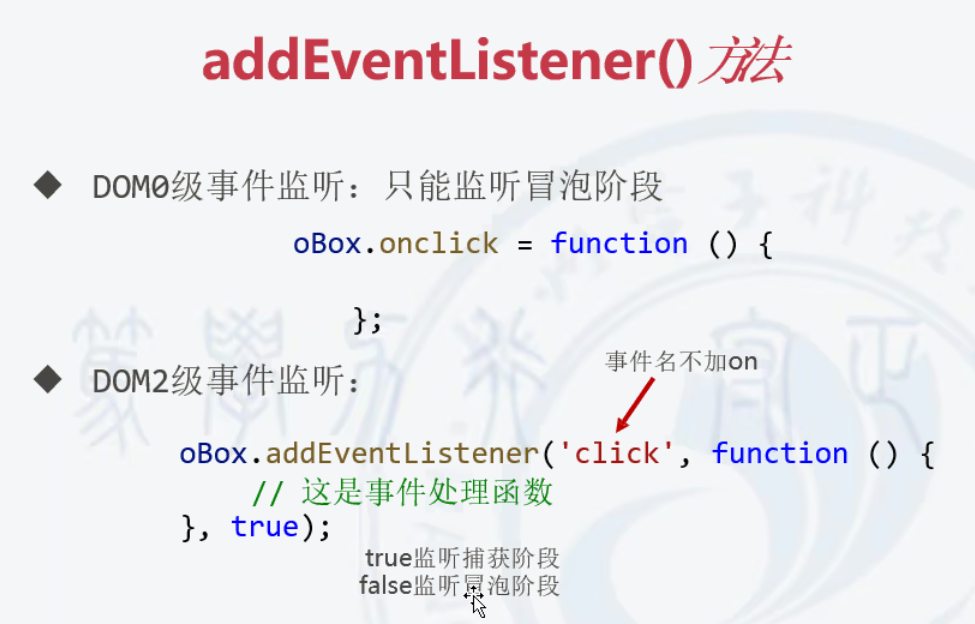 addEventListener()方法
◆ DOM0级事件监听：只能监听冒泡阶段
oBox.onclick = function () {
};
事件名不加on
◆ DOM2级事件监听：
oBox.addEventListener('click', function () {
// 这是事件处理函数
}, true);
true监听捕获阶段
false监听冒泡阶段